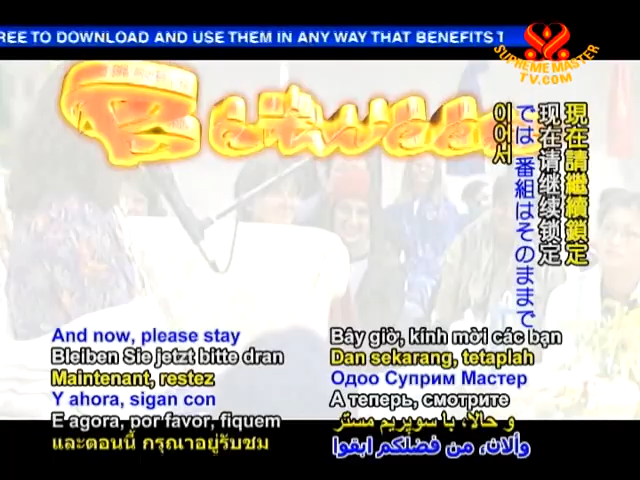 REE TO DOWNLOAD AND USE THEM IN ANY WAY THAT BENEFITS T
SUPREME MASTER
TV.COM
Between
現在請繼續鎖定
现在请继续锁定
では 番組はそのままで
이어서
And now, please stay
Bleiben Sie jetzt bitte dran
Maintenant, restez
Y ahora, sigan con
E agora, por favor, fiquem
และตอนนี้ กรุณาอยู่รับชม
Bây giờ, kính mời các bạn
Dan sekarang, tetaplah
Одоо Суприм Мастер
А теперь, смотрите
و حالا، با سوپریم مستر
والآن، من فضلكم ابقوا